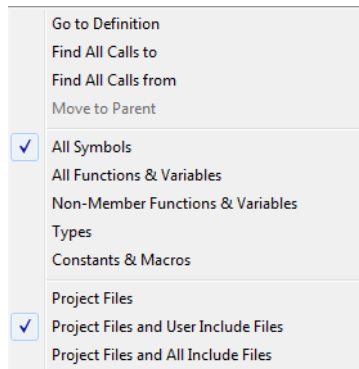 Go to Definition
Find All Calls to
Find All Calls from
Move to Parent
All Symbols
All Functions & Variables
Non-Member Functions & Variables
Types
Constants & Macros
Project Files
Project Files and User Include Files
Project Files and All Include Files